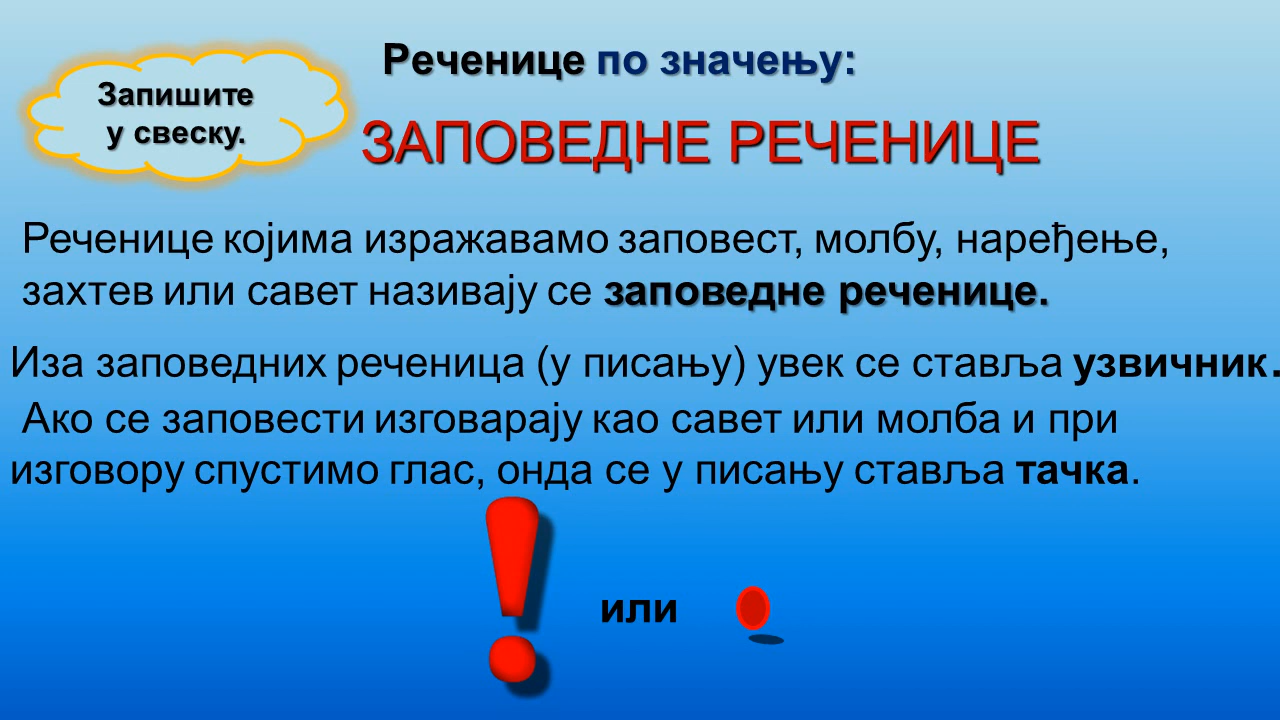 Запишите
у свеску.
Реченице по значењу:
ЗАПОВЕДНЕ РЕЧЕНИЦЕ
Реченице којима изражавамо заповест, молбу, наређење,
захтев или савет називају се заповедне реченице.
Иза заповедних реченица (у писању) увек се ставља узвичник.
Ако се заповести изговарају као савет или молба и при
изговору спустимо глас, онда се у писању ставља тачка.
! или .